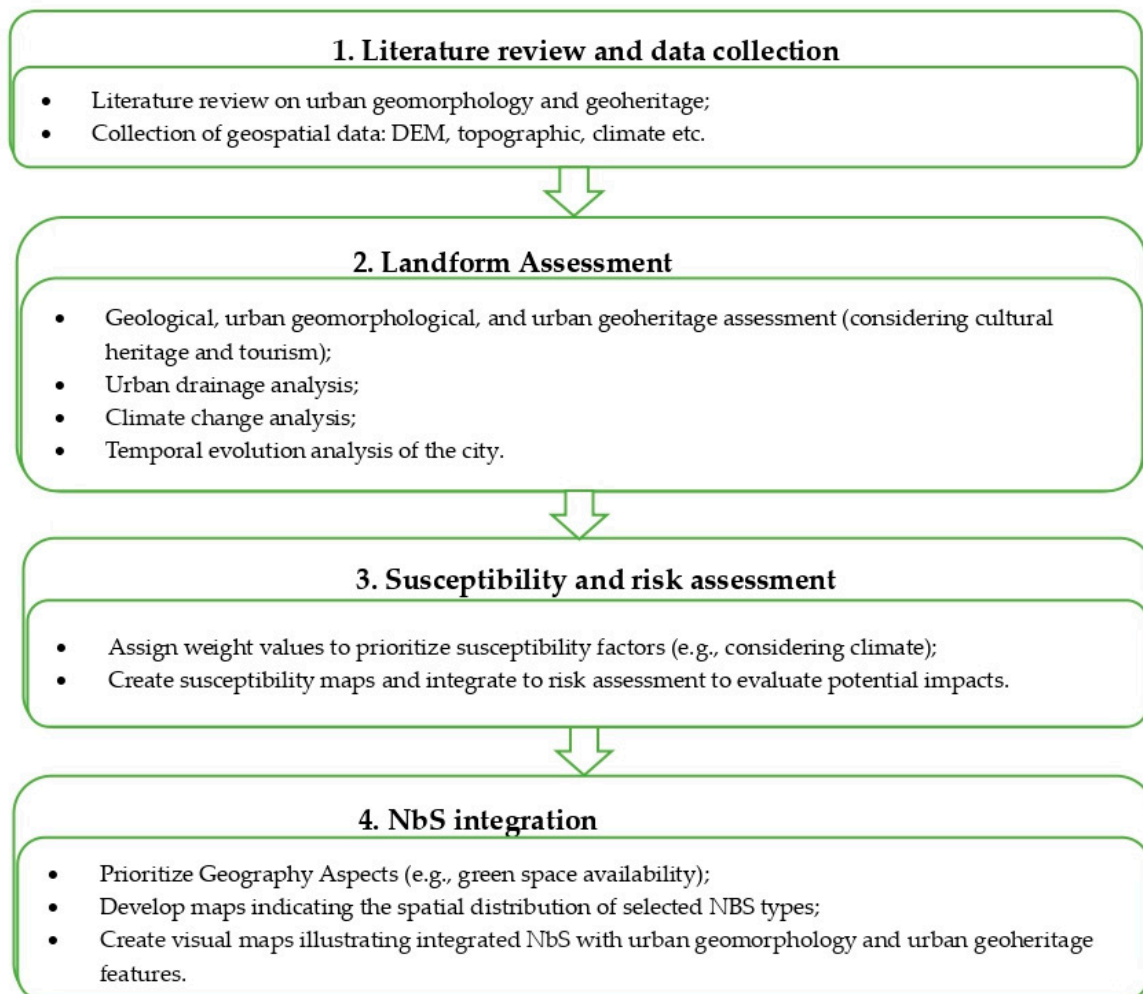 1. Literature review and data collection
• Literature review on urban geomorphology and geoheritage;
• Collection of geospatial data: DEM, topographic, climate etc.
2. Landform Assessment
• Geological, urban geomorphological, and urban geoheritage assessment (considering cultural
heritage and tourism);
• Urban drainage analysis;
• Climate change analysis;
• Temporal evolution analysis of the city.
3. Susceptibility and risk assessment
• Assign weight values to prioritize susceptibility factors (e.g., considering climate);
• Create susceptibility maps and integrate to risk assessment to evaluate potential impacts.
4. NbS integration
• Prioritize Geography Aspects (e.g., green space availability);
• Develop maps indicating the spatial distribution of selected NBS types;
• Create visual maps illustrating integrated NbS with urban geomorphology and urban geoheritage
features.